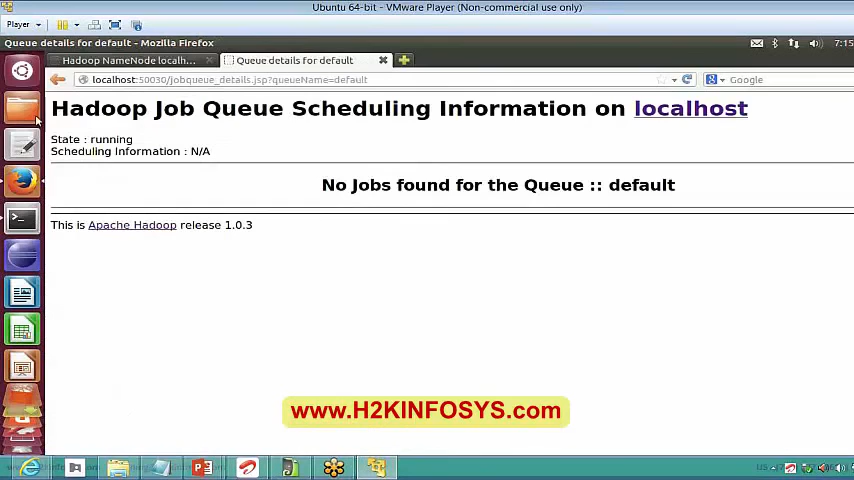 Ubuntu 64-bit - VMware Player (Non-commercial use only)
Player
Queue details for default - Mozilla Firefox
7:15
Hadoop NameNode localh...
Queue details for default
localhost:50030/jobqueue_details.jsp?queueName=default
Google
Hadoop Job Queue Scheduling Information on localhost
State : running
Scheduling Information : N/A
No Jobs found for the Queue :: default
This is Apache Hadoop release 1.0.3
www.H2KINFOSYS.com